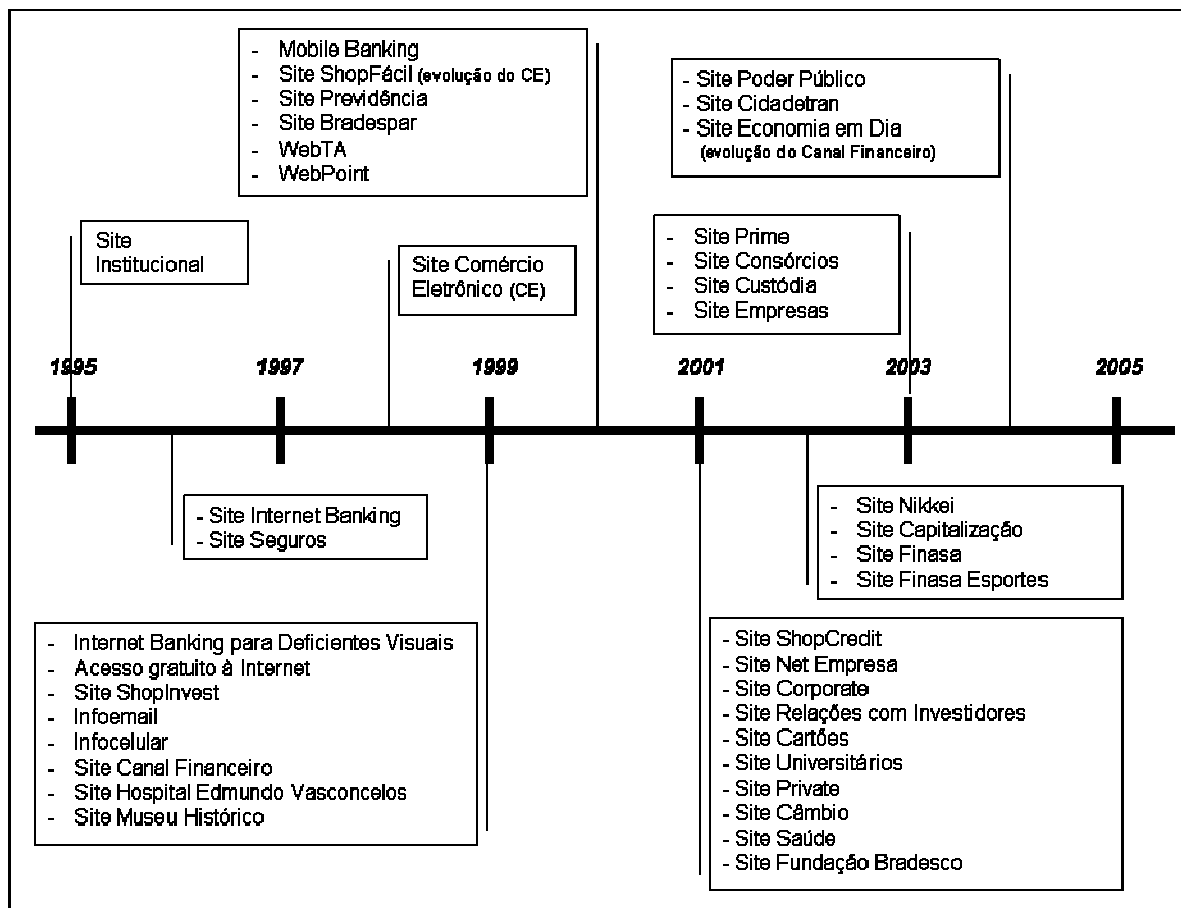 - Mobile Banking
- Site ShopFácil (evolução do CE)
- Site Previdência
- Site Bradespar
- WebTA
- WebPoint
- Site Poder Público
- Site Cidadetran
- Site Economia em Dia
(evolução do Canal Financeiro)
Site
Institucional
Site Comércio
Eletrônico (CE)
- Site Prime
- Site Consórcios
- Site Custódia
- Site Empresas
1995
1997
1999
2001
2003
2005
- Site Internet Banking
- Site Seguros
- Site Nikkei
- Site Capitalização
- Site Finasa
- Site Finasa Esportes
- Internet Banking para Deficientes Visuais
- Acesso gratuito à Internet
- Site ShopInvest
- Infoemail
- Infocelular
- Site Canal Financeiro
- Site Hospital Edmundo Vasconcelos
- Site Museu Histórico
- Site ShopCredit
- Site Net Empresa
- Site Corporate
- Site Relações com Investidores
- Site Cartões
- Site Universitários
- Site Private
- Site Câmbio
- Site Saúde
- Site Fundação Bradesco